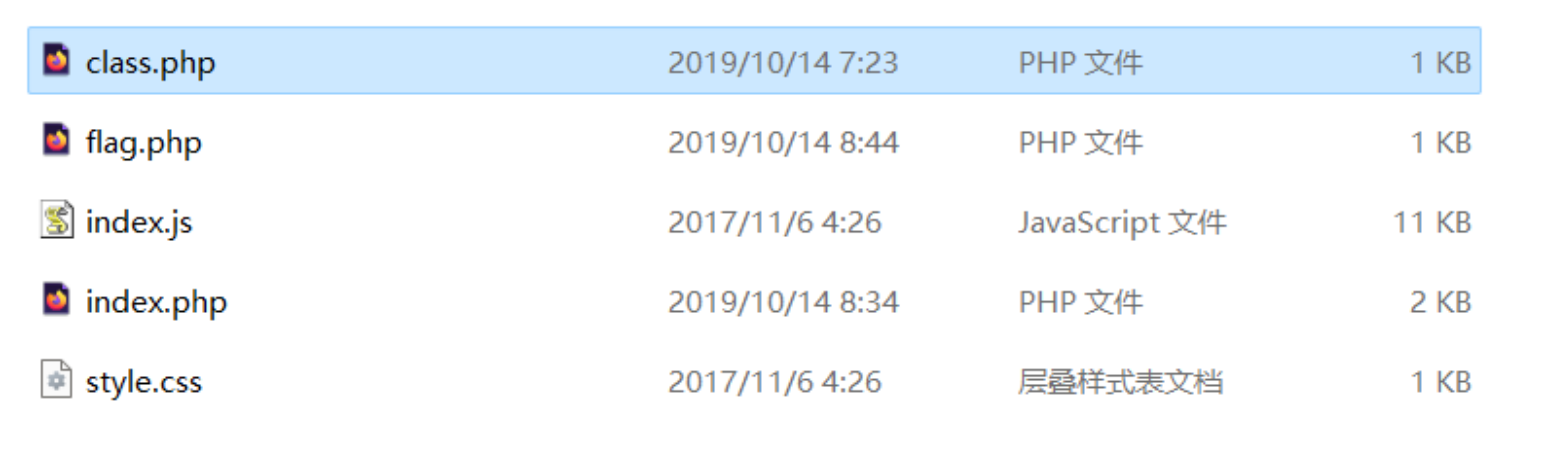 class.php 2019/10/14 7:23 PHP 文件 1 KB
flag.php 2019/10/14 8:44 PHP 文件 1 KB
index.js 2017/11/6 4:26 JavaScript 文件 11 KB
index.php 2019/10/14 8:34 PHP 文件 2 KB
style.css 2017/11/6 4:26 层叠样式表文档 1 KB